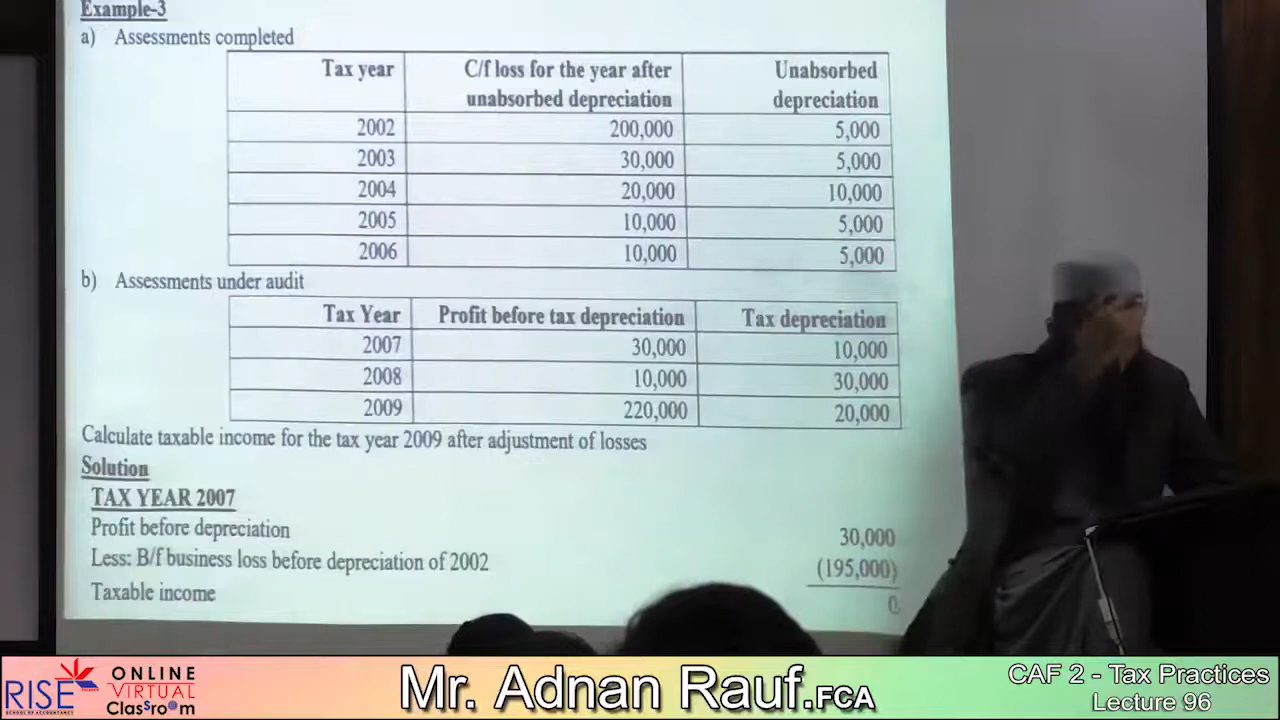 Example-3
a) Assessments completed
Tax year C/f loss for the year after unabsorbed depreciation Unabsorbed depreciation
2002 200,000 5,000
2003 30,000 5,000
2004 20,000 10,000
2005 10,000 5,000
2006 10,000 5,000
b) Assessments under audit
Tax Year Profit before tax depreciation Tax depreciation
2007 30,000 10,000
2008 10,000 30,000
2009 220,000 20,000
Calculate taxable income for the tax year 2009 after adjustment of losses
Solution
TAX YEAR 2007
Profit before depreciation 30,000
Less: B/f business loss before depreciation of 2002 (195,000)
Taxable income 0
RISE
ONLINE
VIRTUAL
ClasSroom
Mr. Adnan Rauf.FCA
CAF 2 - Tax Practices
Lecture 96